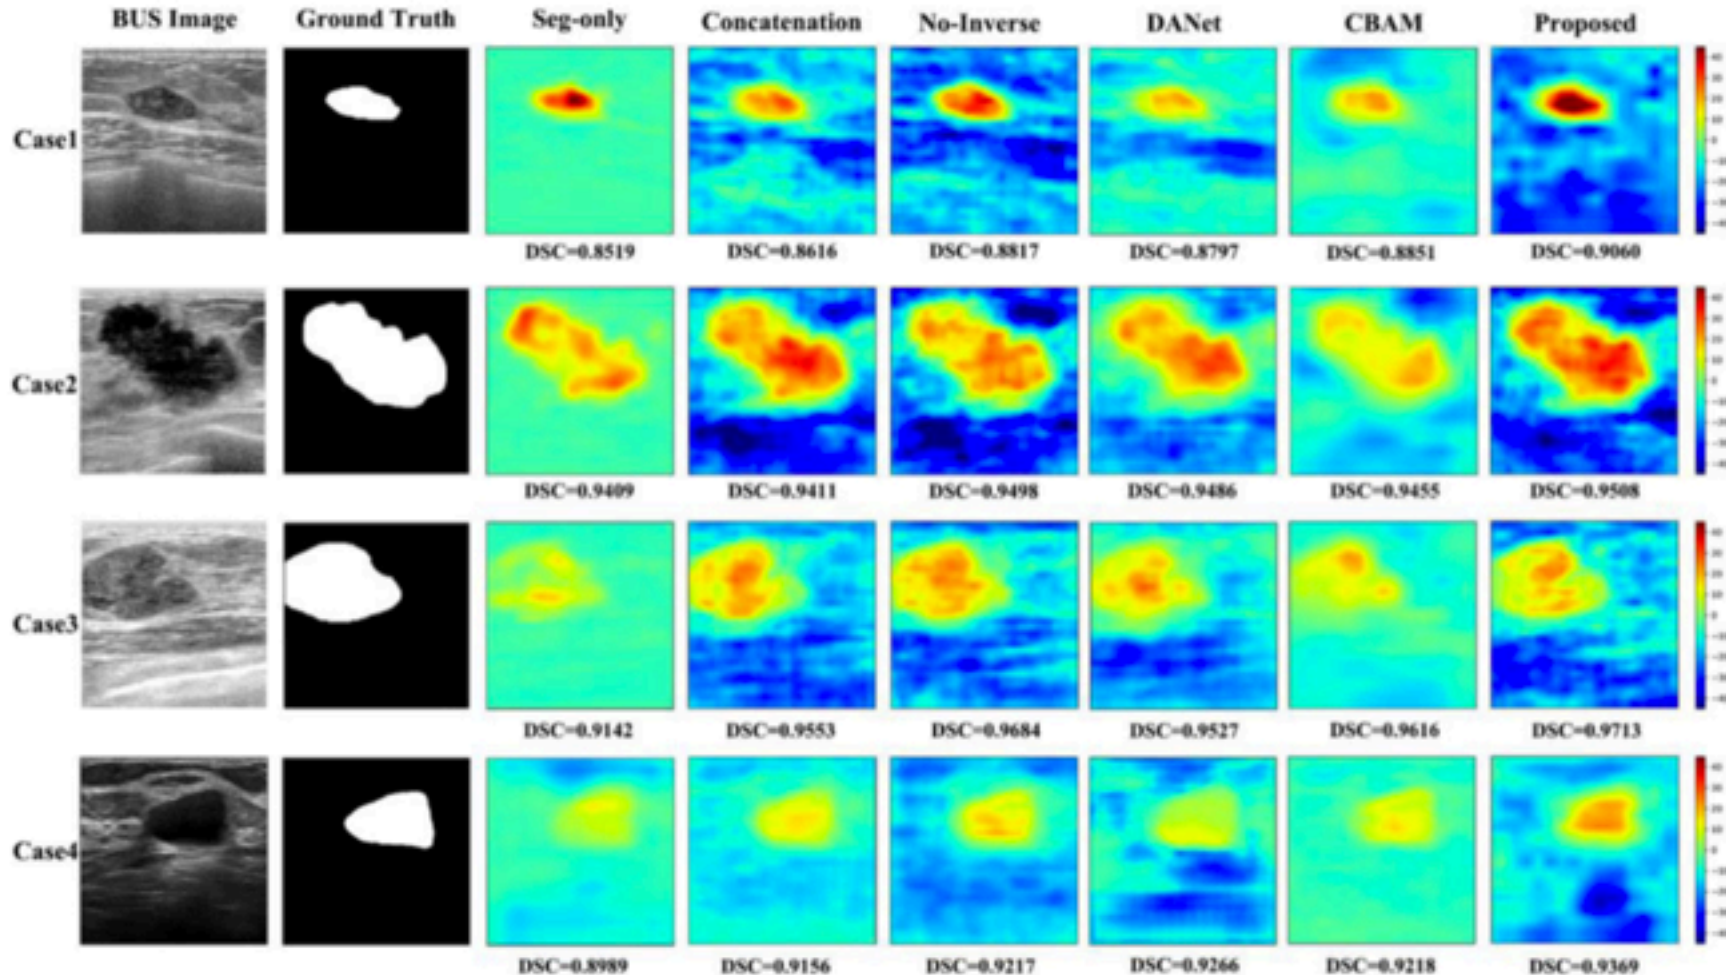 BUS Image Ground Truth Seg-only Concatenation No-Inverse DANet CBAM Proposed
Case1
DSC=0.8519 DSC=0.8616 DSC=0.8817 DSC=0.8797 DSC=0.8851 DSC=0.9060
Case2
DSC=0.9409 DSC=0.9411 DSC=0.9498 DSC=0.9486 DSC=0.9455 DSC=0.9508
Case3
DSC=0.9142 DSC=0.9553 DSC=0.9684 DSC=0.9527 DSC=0.9616 DSC=0.9713
Case4
DSC=0.8989 DSC=0.9156 DSC=0.9217 DSC=0.9266 DSC=0.9218 DSC=0.9369